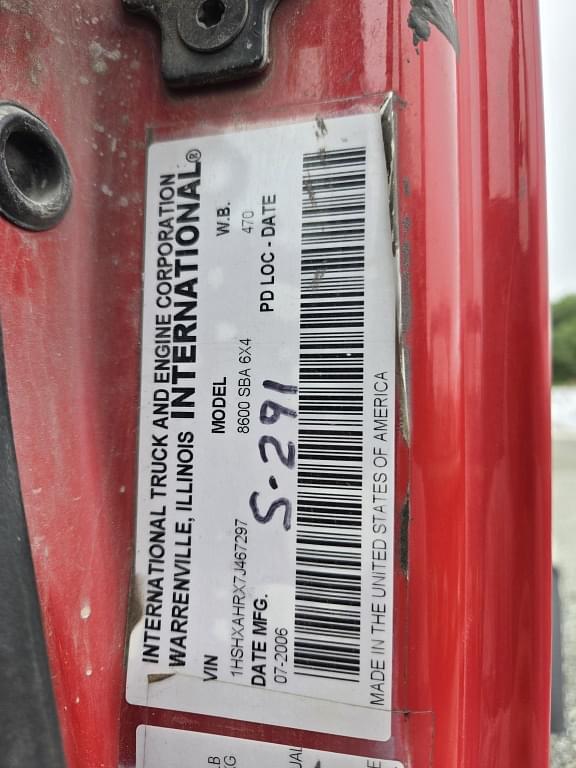 INTERNATIONAL TRUCK AND ENGINE CORPORATION
WARRENVILLE, ILLINOIS INTERNATIONAL®
VIN MODEL W.B.
1HSHXAHRX7J467297 8600 SBA 6X4 470
DATE MFG. PD LOC - DATE
07-2006
S-291
MADE IN THE UNITED STATES OF AMERICA